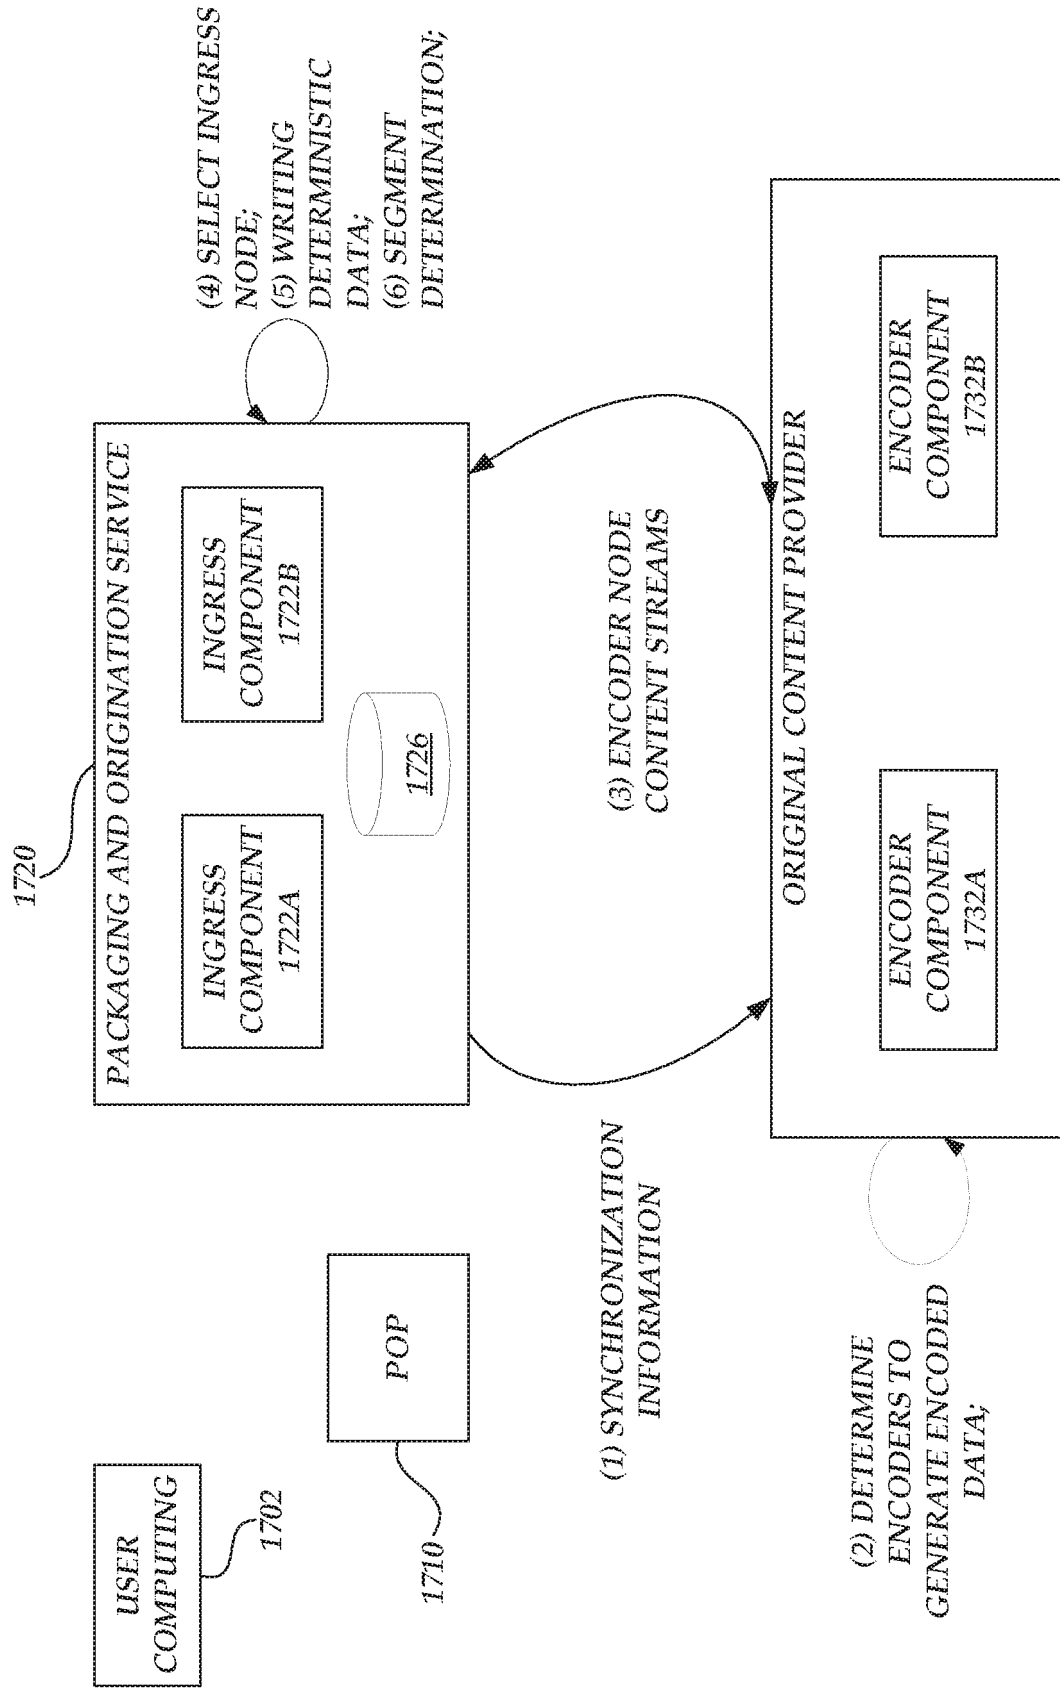 1720
PACKAGING AND ORIGINATION SERVICE
USER
COMPUTING
1702
INGRESS
COMPONENT
1722A
INGRESS
COMPONENT
1722B
(4) SELECT INGRESS
NODE;
(5) WRITING
DETERMINISTIC
DATA;
(6) SEGMENT
DETERMINATION;
1726
POP
1710
(1) SYNCHRONIZATION
INFORMATION
(3) ENCODER NODE
CONTENT STREAMS
ORIGINAL CONTENT PROVIDER
(2) DETERMINE
ENCODERS TO
GENERATE ENCODED
DATA;
ENCODER
COMPONENT
1732A
ENCODER
COMPONENT
1732B